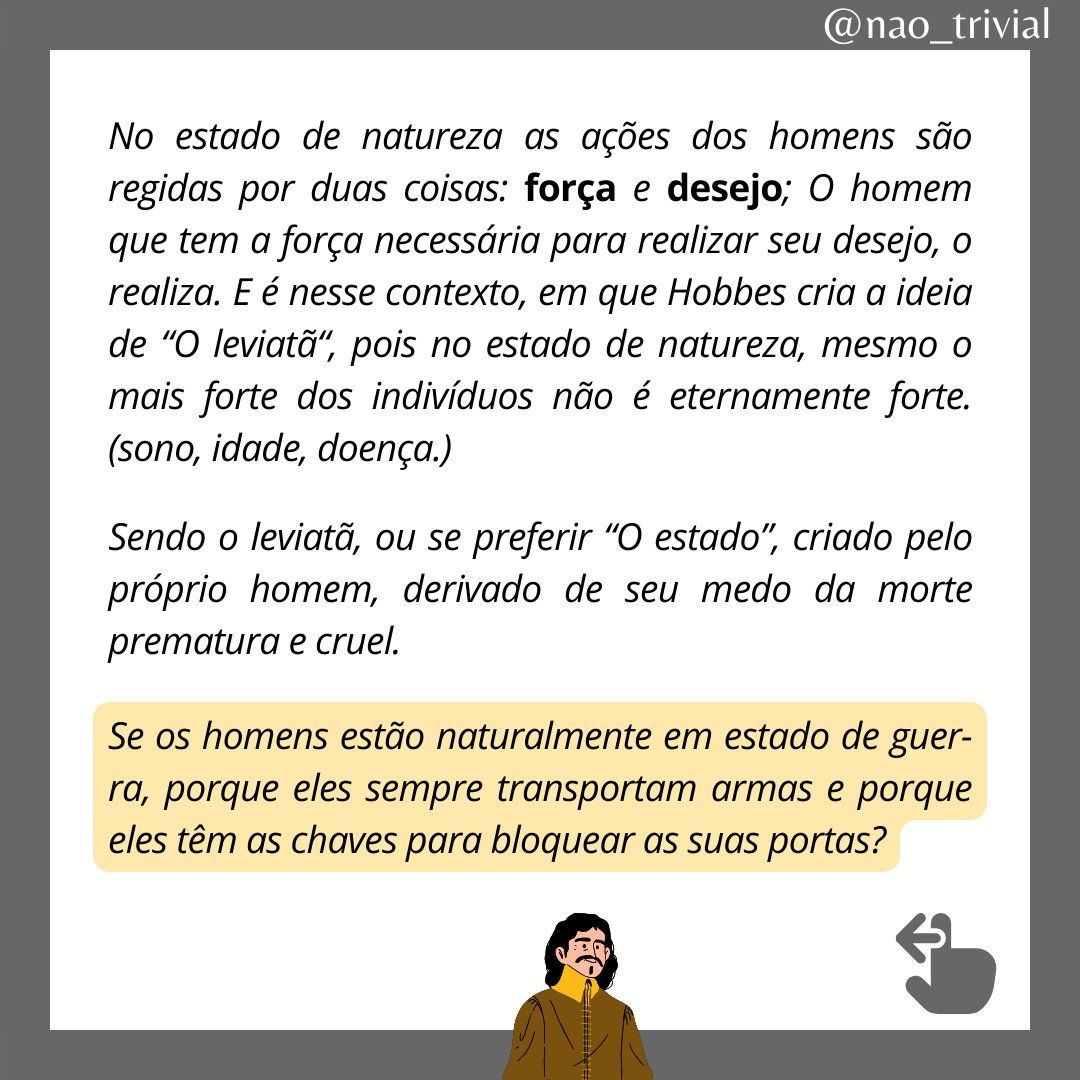 @nao_trivial
No estado de natureza as ações dos homens são
regidas por duas coisas: força e desejo; O homem
que tem a força necessária para realizar seu desejo, o
realiza. E é nesse contexto, em que Hobbes cria a ideia
de “O leviatã“, pois no estado de natureza, mesmo o
mais forte dos indivíduos não é eternamente forte.
(sono, idade, doença.)
Sendo o leviatã, ou se preferir “O estado”, criado pelo
próprio homem, derivado de seu medo da morte
prematura e cruel.
Se os homens estão naturalmente em estado de guer-
ra, porque eles sempre transportam armas e porque
eles têm as chaves para bloquear as suas portas?